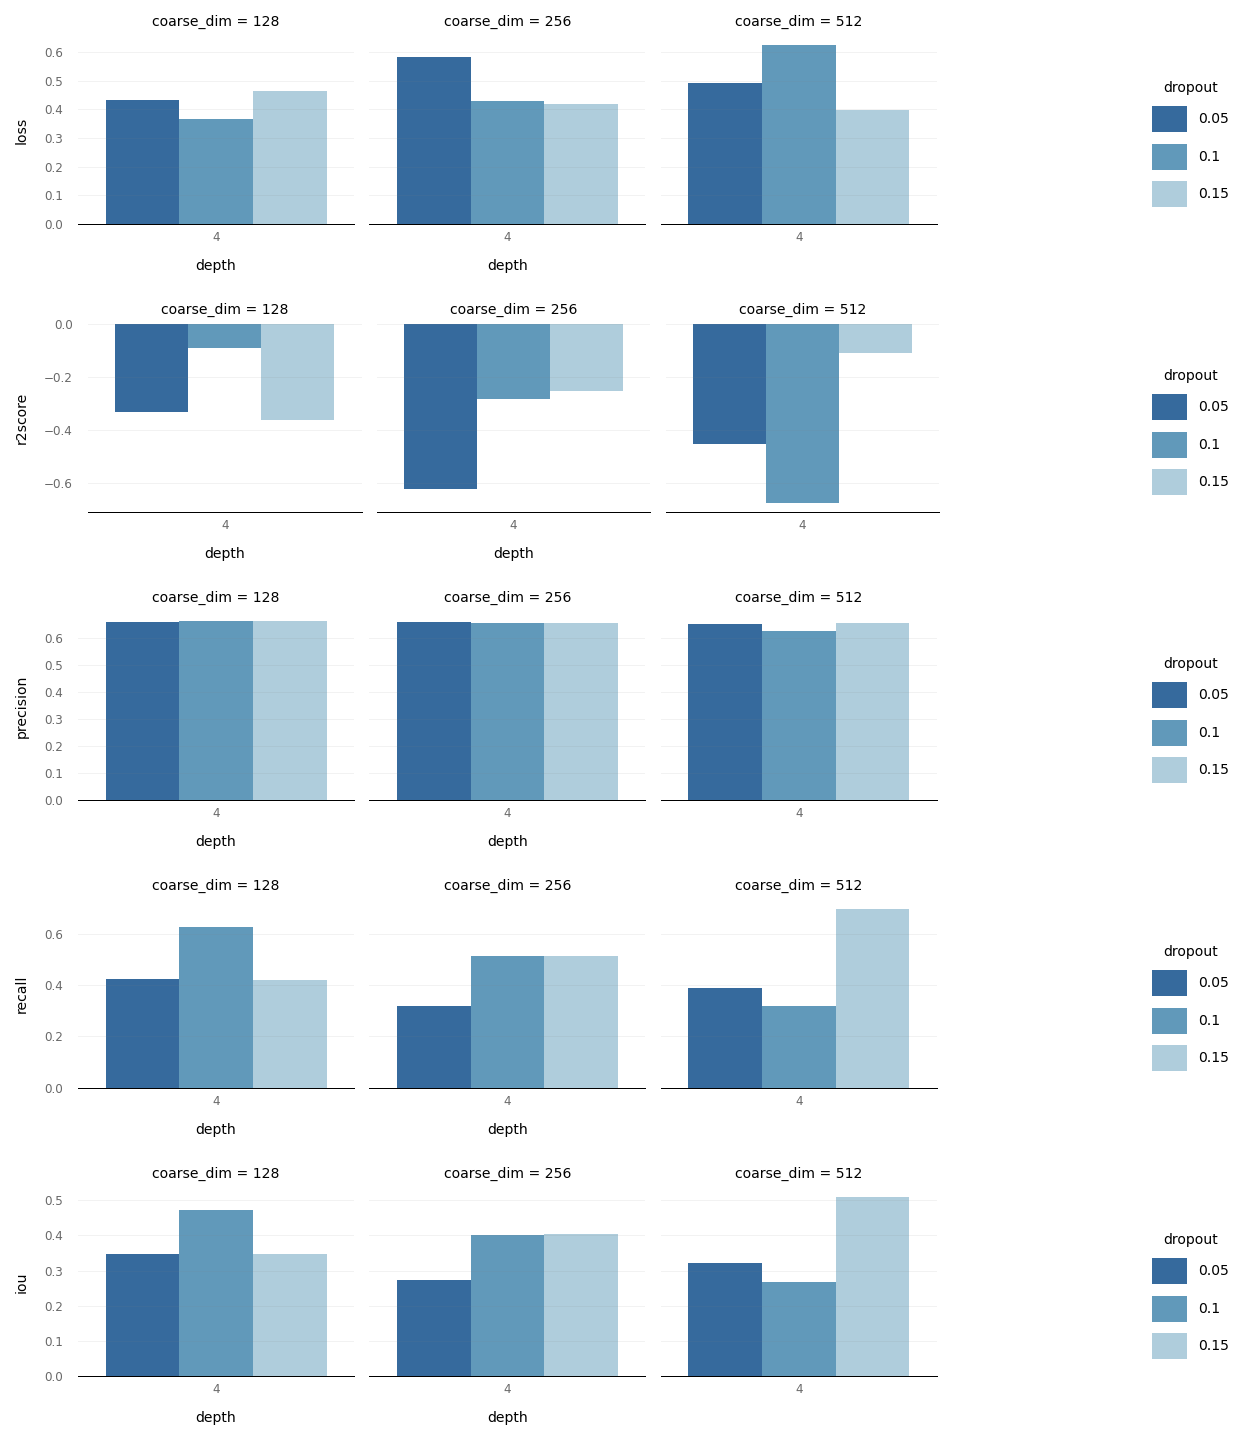 coarse_dim = 128 coarse_dim = 256 coarse_dim = 512
0.6
0.5
0.4
0.3
0.2
0.1
0.0
loss
4 4 4
depth depth
dropout
0.05
0.1
0.15
coarse_dim = 128 coarse_dim = 256 coarse_dim = 512
0.0
−0.2
−0.4
−0.6
r2score
4 4 4
depth depth
dropout
0.05
0.1
0.15
coarse_dim = 128 coarse_dim = 256 coarse_dim = 512
0.6
0.5
0.4
0.3
0.2
0.1
0.0
precision
4 4 4
depth depth
dropout
0.05
0.1
0.15
coarse_dim = 128 coarse_dim = 256 coarse_dim = 512
0.6
0.4
0.2
0.0
recall
4 4 4
depth depth
dropout
0.05
0.1
0.15
coarse_dim = 128 coarse_dim = 256 coarse_dim = 512
0.5
0.4
0.3
0.2
0.1
0.0
iou
4 4 4
depth depth
dropout
0.05
0.1
0.15